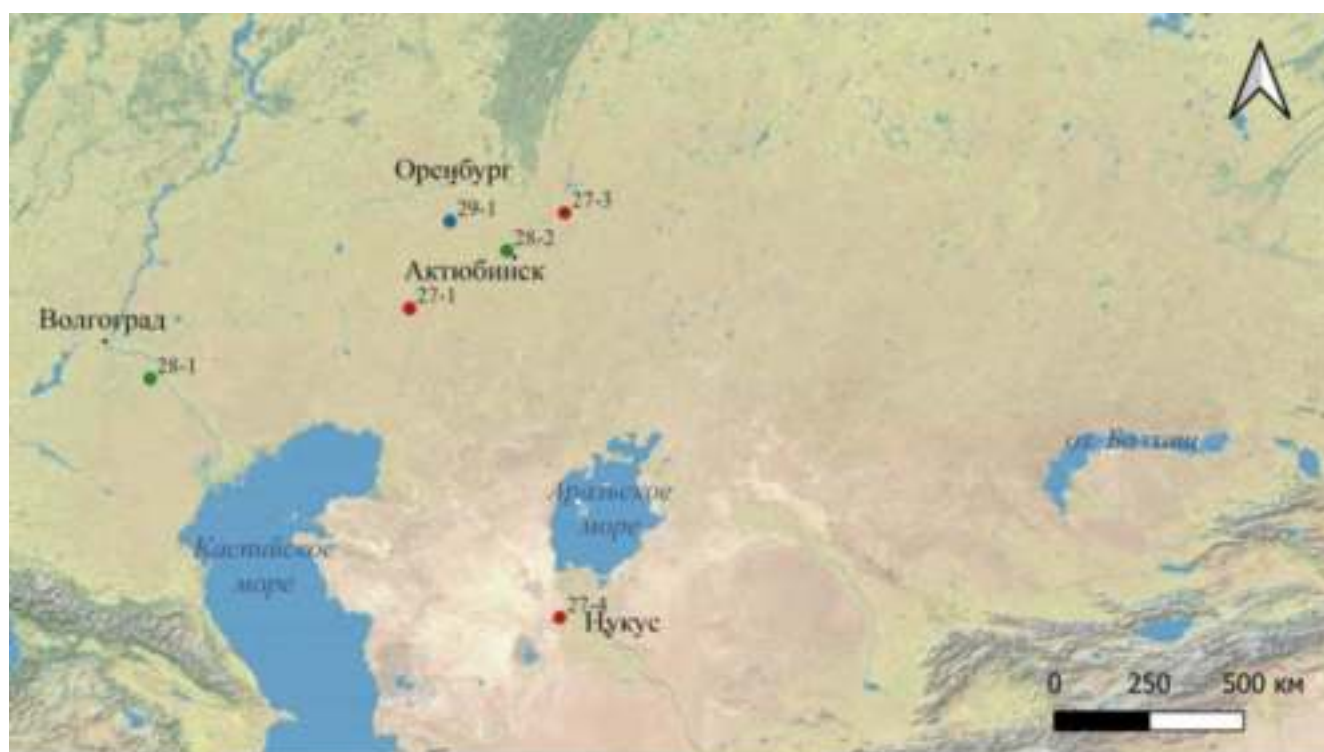 Оренбург
29-1
27-3
28-2
Актюбинск
27-1
Волгоград
28-1
оз. Балхаш
Аральское
море
Каспийское
море
27-4
Нукус
0 250 500 км